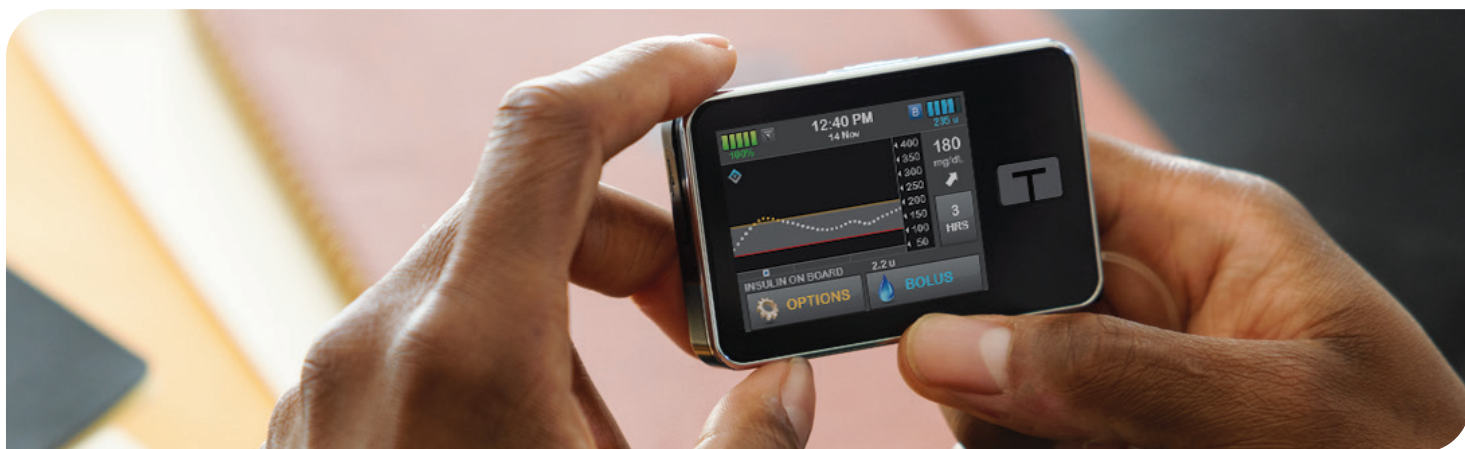 12:40 PM
14 Nov
100%
B
235 u
400
350
300
250
200
150
100
50
180
mg/dL
3
HRS
INSULIN ON BOARD 2.2 u
OPTIONS
BOLUS
T